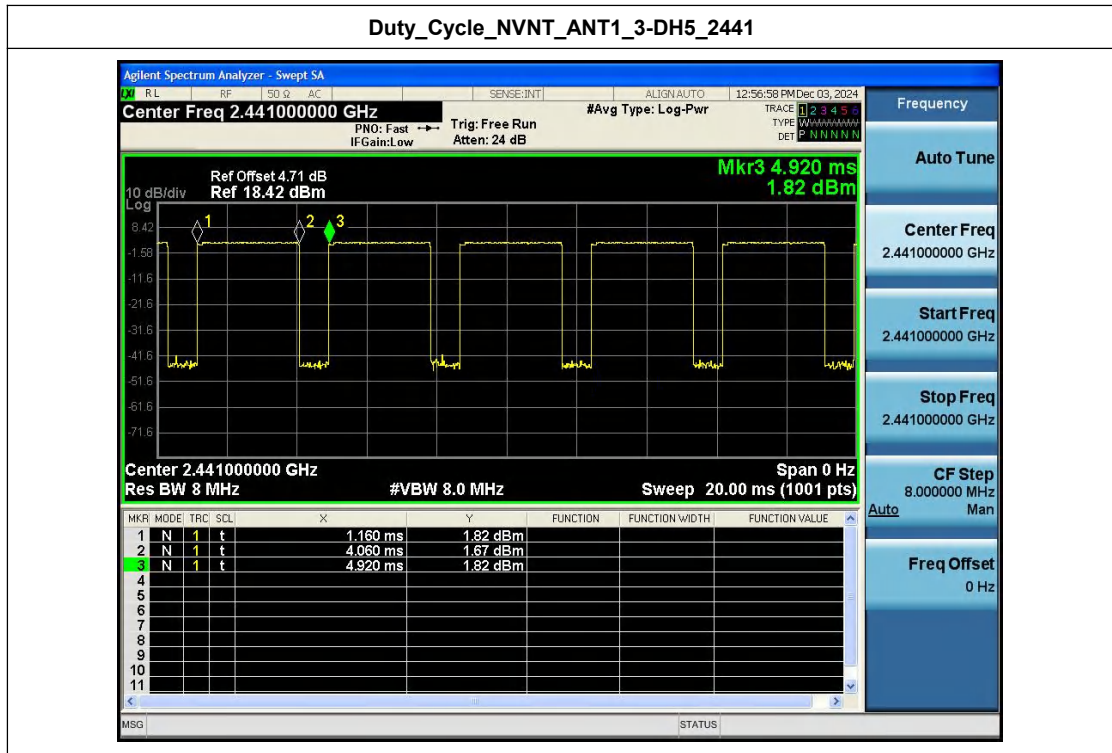 Duty_Cycle_NVNT_ANT1_3-DH5_2441
Agilent Spectrum Analyzer - Swept SA
LXI RL RF 50 Ω AC SENSE:INT ALIGN AUTO 12:56:58 PM Dec 03, 2024
Center Freq 2.441000000 GHz
PNO: Fast
IFGain:Low
Trig: Free Run
Atten: 24 dB
#Avg Type: Log-Pwr
TRACE 1 2 3 4 5 6
TYPE WWWWWW
DET P N N N N N
Mkr3 4.920 ms
1.82 dBm
Ref Offset 4.71 dB
10 dB/div Ref 18.42 dBm
Log
1
2
3
8.42
-1.58
-11.6
-21.6
-31.6
-41.6
-51.6
-61.6
-71.6
Center 2.441000000 GHz Span 0 Hz
Res BW 8 MHz #VBW 8.0 MHz Sweep 20.00 ms (1001 pts)
MKR MODE TRC SCL X Y FUNCTION FUNCTION WIDTH FUNCTION VALUE
1 N 1 t 1.160 ms 1.82 dBm
2 N 1 t 4.060 ms 1.67 dBm
3 N 1 t 4.920 ms 1.82 dBm
4
5
6
7
8
9
10
11
MSG STATUS
Frequency
Auto Tune
Center Freq
2.441000000 GHz
Start Freq
2.441000000 GHz
Stop Freq
2.441000000 GHz
CF Step
8.000000 MHz
Auto Man
Freq Offset
0 Hz